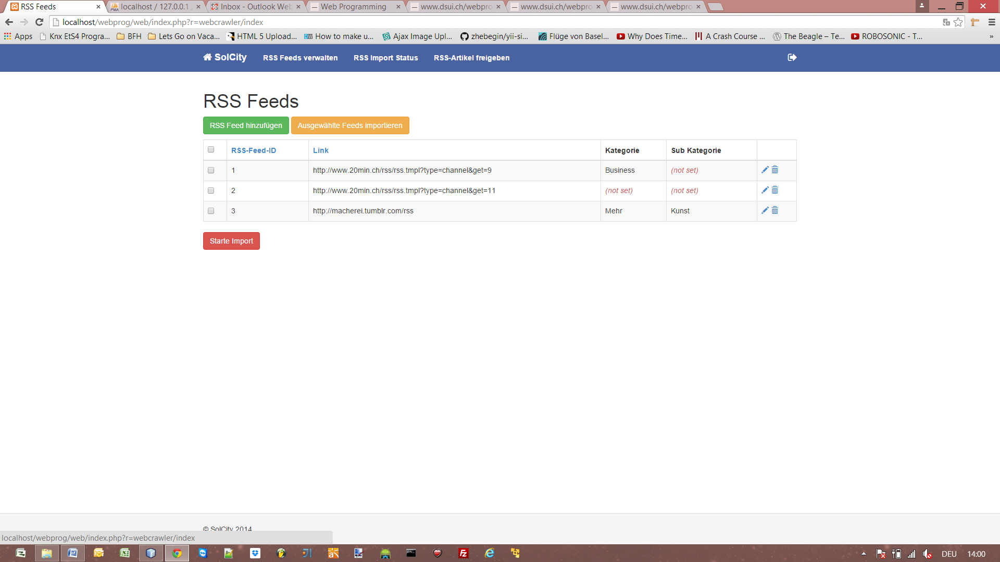 RSS Feeds
localhost / 127.0.0.1
Inbox - Outlook Web
Web Programming
www.dsui.ch/webpro
www.dsui.ch/webpro
www.dsui.ch/webpro
localhost/webprog/web/index.php?r=webcrawler/index
Apps
Knx EtS4 Progra...
BFH
Lets Go on Vaca...
HTML 5 Upload...
DW How to make u...
Ajax Image Upl...
zhebegin/yii-si...
Flüge von Basel...
Why Does Time...
A Crash Course ...
The Beagle – Te...
ROBOSONIC - T...
»
SolCity RSS Feeds verwalten RSS Import Status RSS-Artikel freigeben
RSS Feeds
RSS Feed hinzufügen Ausgewählte Feeds importieren
RSS-Feed-ID Link Kategorie Sub Kategorie
1 http://www.20min.ch/rss/rss.tmpl?type=channel&get=9 Business (not set)
2 http://www.20min.ch/rss/rss.tmpl?type=channel&get=11 (not set) (not set)
3 http://macherei.tumblr.com/rss Mehr Kunst
Starte Import
© SolCity 2014
localhost/webprog/web/index.php?r=webcrawler/index
DEU 14:00